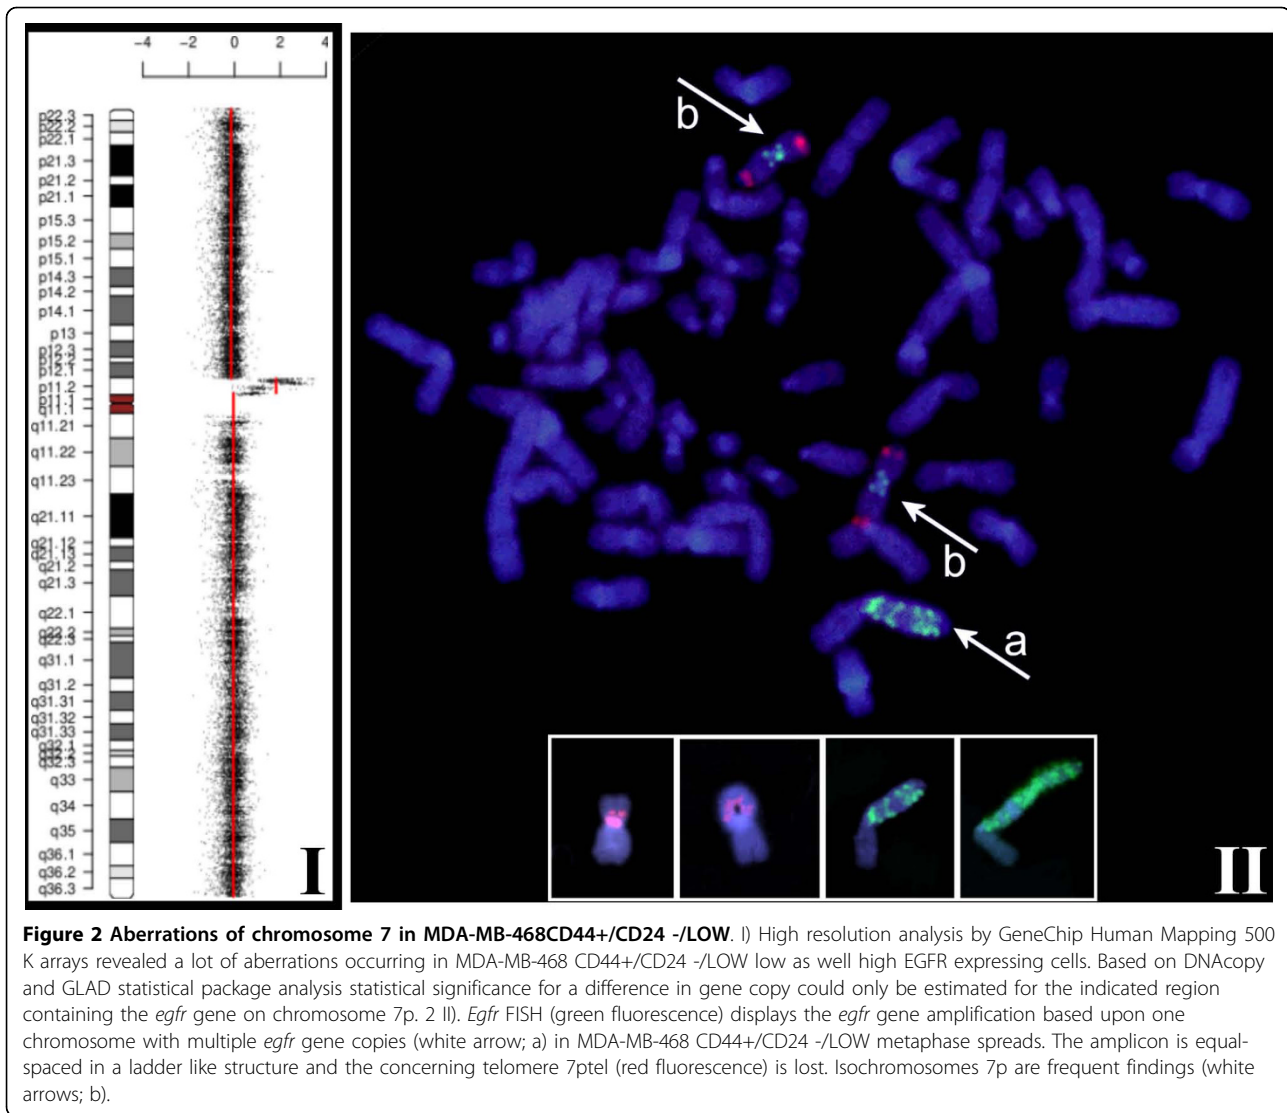 −4 −2 0 2 4
p22.3
p22.2
p22.1
p21.3
p21.2
p21.1
p15.3
p15.2
p15.1
p14.3
p14.2
p14.1
p13
p12.3
p12.2
p12.1
p11.2
p11.1
q11.1
q11.21
q11.22
q11.23
q21.11
q21.12
q21.13
q21.2
q21.3
q22.1
q22.2
q22.3
q31.1
q31.2
q31.31
q31.32
q31.33
q32.1
q32.2
q32.3
q33
q34
q35
q36.1
q36.2
q36.3
I
b
b
a
II
Figure 2 Aberrations of chromosome 7 in MDA-MB-468CD44+/CD24 -/LOW. I) High resolution analysis by GeneChip Human Mapping 500
K arrays revealed a lot of aberrations occurring in MDA-MB-468 CD44+/CD24 -/LOW low as well high EGFR expressing cells. Based on DNAcopy
and GLAD statistical package analysis statistical significance for a difference in gene copy could only be estimated for the indicated region
containing the egfr gene on chromosome 7p. 2 II). Egfr FISH (green fluorescence) displays the egfr gene amplification based upon one
chromosome with multiple egfr gene copies (white arrow; a) in MDA-MB-468 CD44+/CD24 -/LOW metaphase spreads. The amplicon is equal-
spaced in a ladder like structure and the concerning telomere 7ptel (red fluorescence) is lost. Isochromosomes 7p are frequent findings (white
arrows; b).